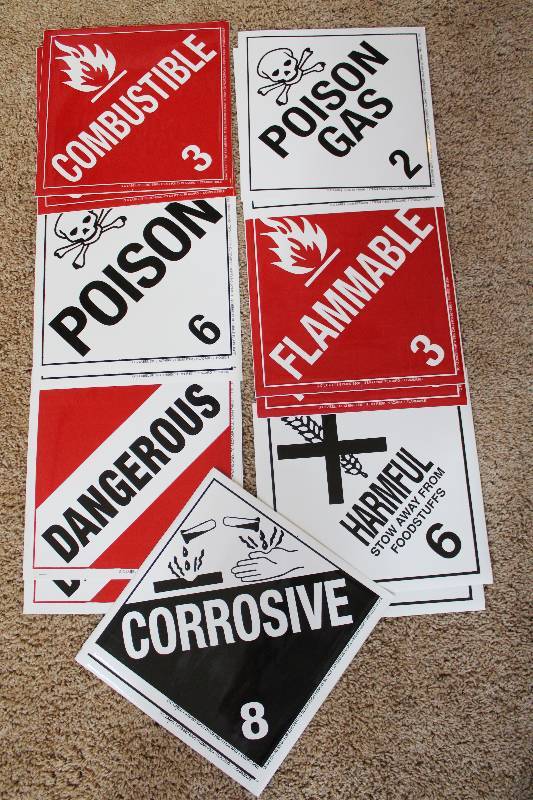 COMBUSTIBLE
3
POISON
GAS
2
POISON
6
FLAMMABLE
3
DANGEROUS
HARMFUL
STOW AWAY FROM
FOODSTUFFS
6
CORROSIVE
8